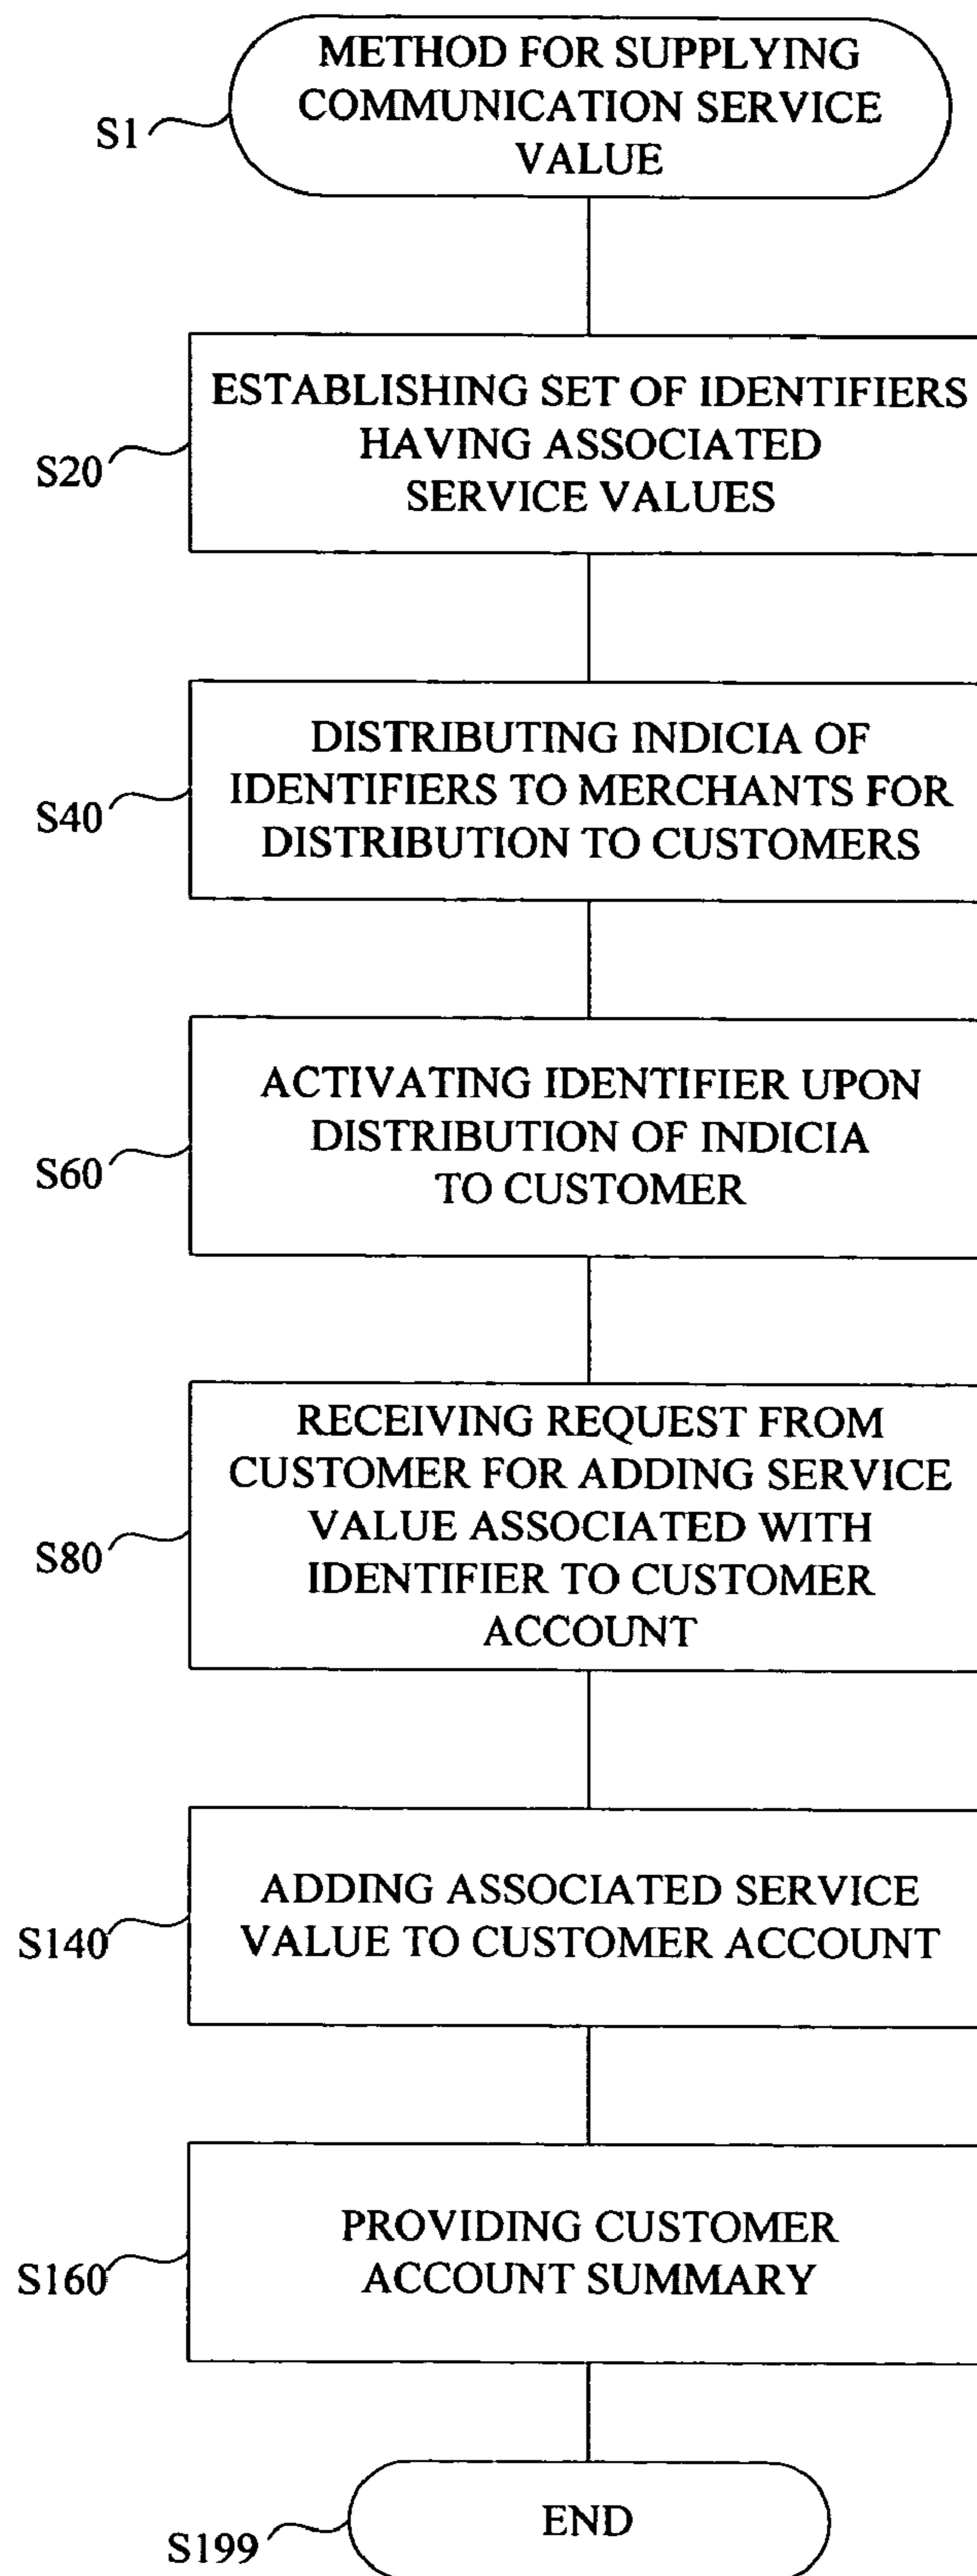 METHOD FOR SUPPLYING
COMMUNICATION SERVICE
VALUE
S1
ESTABLISHING SET OF IDENTIFIERS
HAVING ASSOCIATED
SERVICE VALUES
S20
DISTRIBUTING INDICIA OF
IDENTIFIERS TO MERCHANTS FOR
DISTRIBUTION TO CUSTOMERS
S40
ACTIVATING IDENTIFIER UPON
DISTRIBUTION OF INDICIA
TO CUSTOMER
S60
RECEIVING REQUEST FROM
CUSTOMER FOR ADDING SERVICE
VALUE ASSOCIATED WITH
IDENTIFIER TO CUSTOMER
ACCOUNT
S80
ADDING ASSOCIATED SERVICE
VALUE TO CUSTOMER ACCOUNT
S140
PROVIDING CUSTOMER
ACCOUNT SUMMARY
S160
END
S199